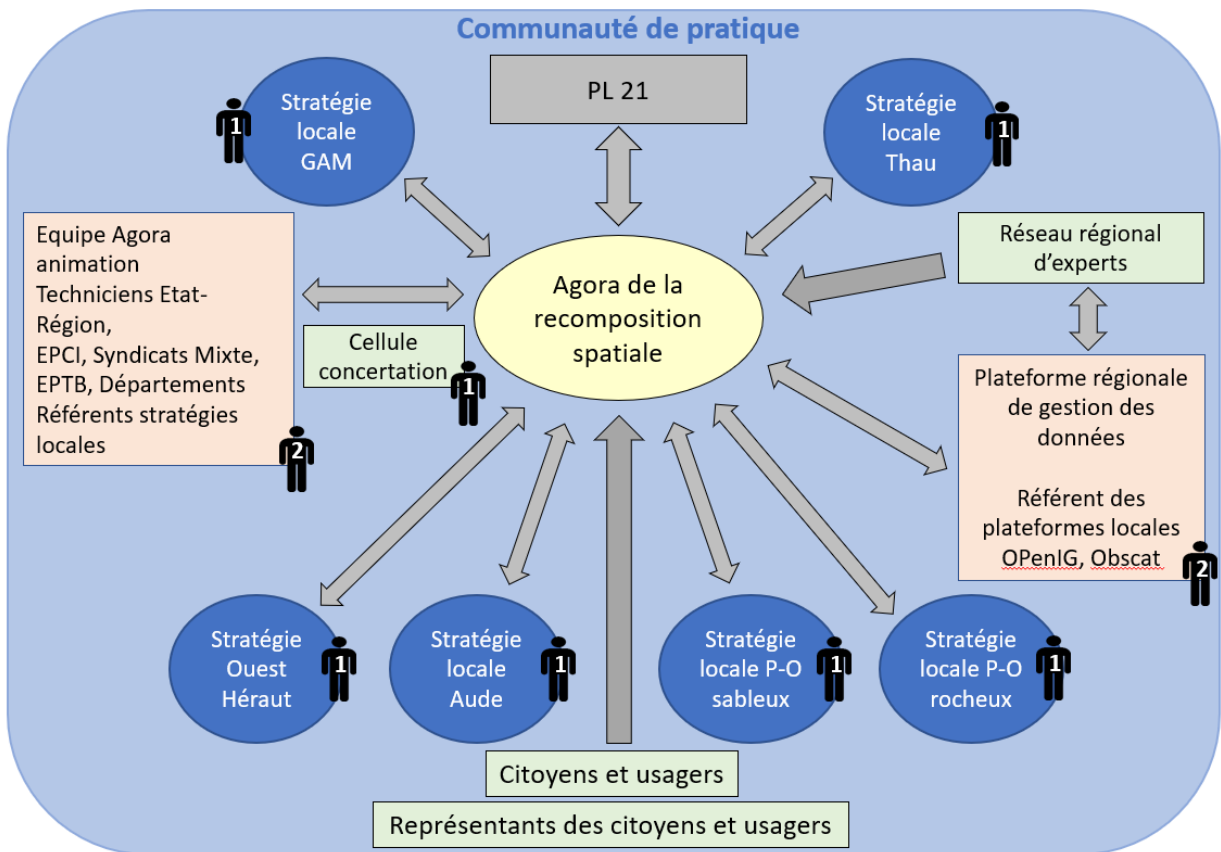 Communauté de pratique
Stratégie
locale
GAM
1
PL 21
Stratégie
locale
Thau
1
Equipe Agora
animation
Techniciens Etat-
Région,
EPCI, Syndicats Mixte,
EPTB, Départements
Référents stratégies
locales
2
Cellule
concertation
1
Agora de la
recomposition
spatiale
Réseau régional
d'experts
Plateforme régionale
de gestion des
données
Référent des
plateformes locales
OPenIG, Obscat
2
Stratégie
Ouest
Héraut
1
Stratégie
locale
Aude
1
Stratégie
locale P-O
sableux
1
Stratégie
locale P-O
rocheux
1
Citoyens et usagers
Représentants des citoyens et usagers